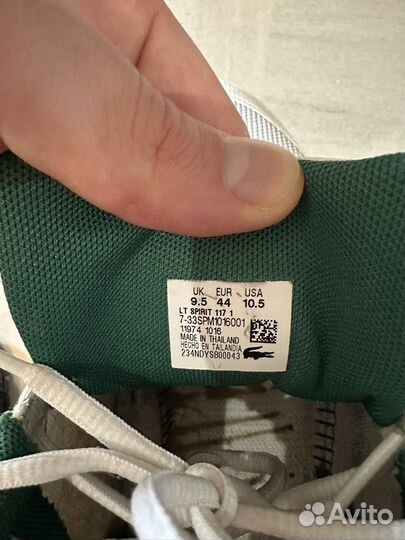 UK EUR USA
9.5 44 10.5
LT SPIRIT 117 1
7-33SPM1016001
11974 1016
MADE IN THAILAND
HECHO EN TAILANDIA
234NDYSB00043
Avito